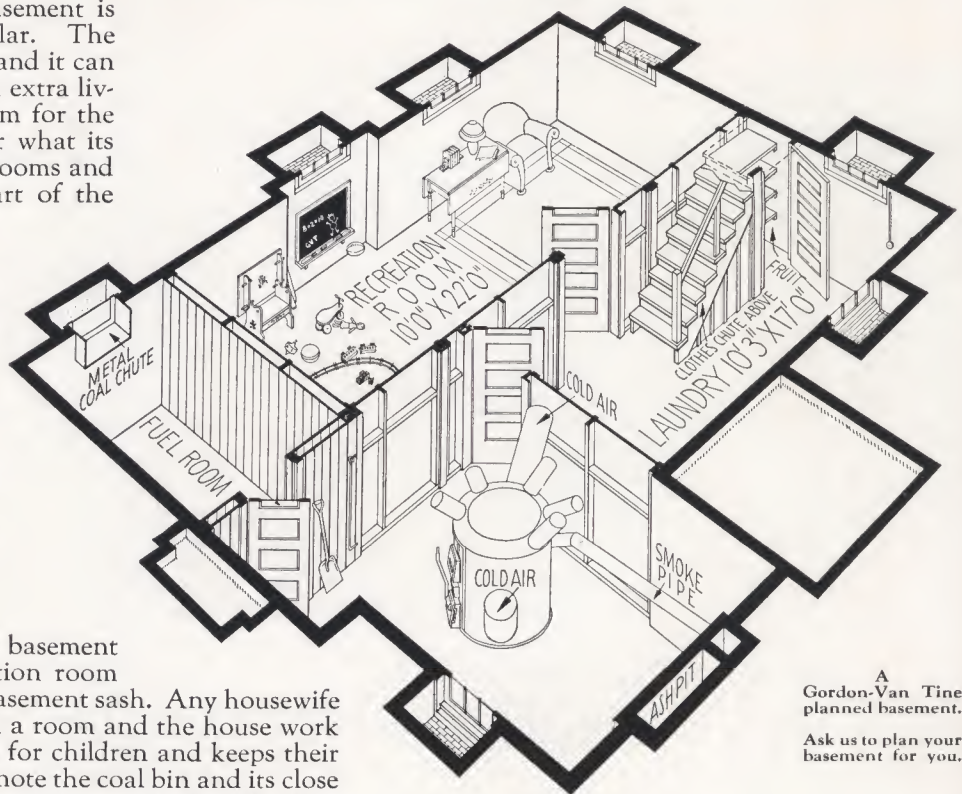 sement is
lar. The
and it can
extra liv-
m for the
what its
ooms and
art of the
RECREATION
ROOM
10'0" X 22'0"
METAL
COAL CHUTE
FUEL ROOM
FRUIT
CLOTHES CHUTE ABOVE
LAUNDRY 10'3" X 17'0"
COLD AIR
COLD AIR
SMOKE
PIPE
ASH PIT
basement
tion room
asement sash. Any housewife
a room and the house work
for children and keeps their
note the coal bin and its close
A
Gordon-Van Tine
planned basement.
Ask us to plan your
basement for you.